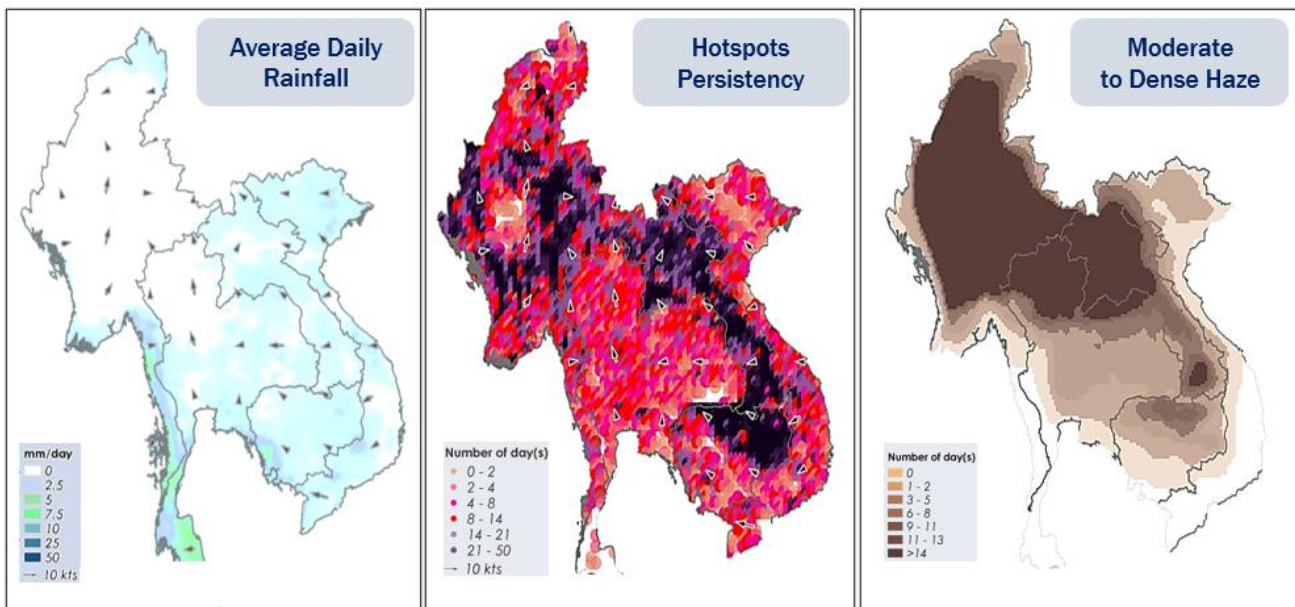 Average Daily
Rainfall
mm/day
0
2.5
5
7.5
10
25
50
10 kts
Hotspots
Persistency
Number of day(s)
0 - 2
2 - 4
4 - 8
8 - 14
14 - 21
21 - 50
10 kts
Moderate
to Dense Haze
Number of day(s)
0
1 - 2
3 - 5
6 - 8
9 - 11
11 - 13
>14